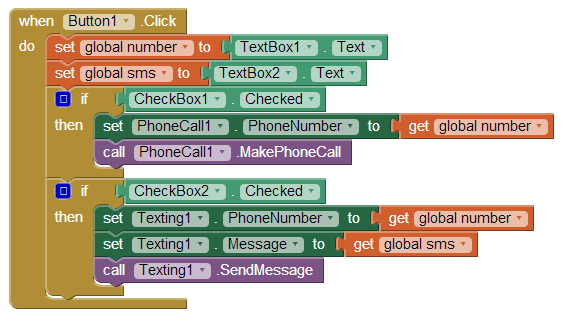 when Button1 .Click
do set global number to TextBox1 . Text
set global sms to TextBox2 . Text
if CheckBox1 . Checked
then set PhoneCall1 . PhoneNumber to get global number
call PhoneCall1 .MakePhoneCall
if CheckBox2 . Checked
then set Texting1 . PhoneNumber to get global number
set Texting1 . Message to get global sms
call Texting1 .SendMessage